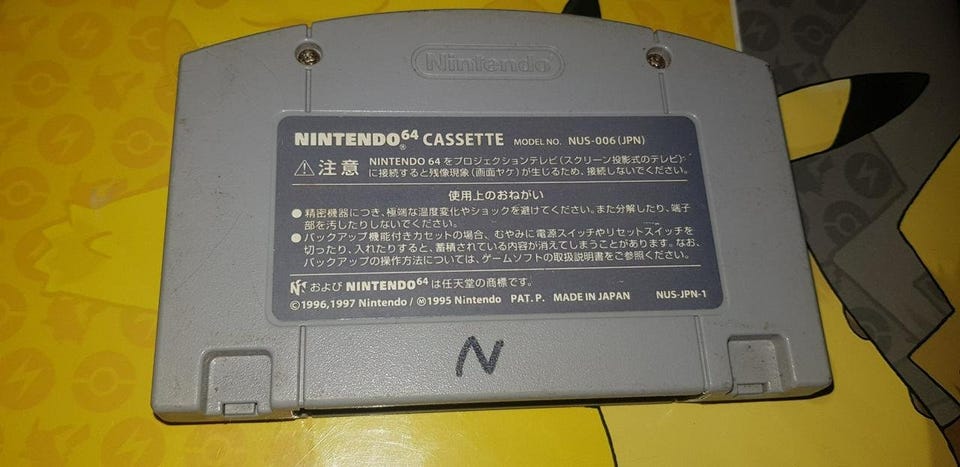 Nintendo
NINTENDO64 CASSETTE MODEL NO. NUS-006(JPN)
注意 NINTENDO 64 をプロジェクションテレビ(スクリーン投影式のテレビ)
に接続すると残像現象(画面ヤケ)が生じるため、接続しないでください。
使用上のおねがい
●精密機器につき、極端な温度変化やショックを避けてください。また分解したり、端子
部を汚したりしないでください。
●バックアップ機能付きカセットの場合、むやみに電源スイッチやリセットスイッチを
切ったり、入れたりすると、蓄積されている内容が消えてしまうことがあります。なお、
バックアップの操作方法については、ゲームソフトの取扱説明書をご参照ください。
N および NINTENDO64 は任天堂の商標です。
©1996,1997 Nintendo/Ⓜ1995 Nintendo PAT. P. MADE IN JAPAN NUS-JPN-1
N